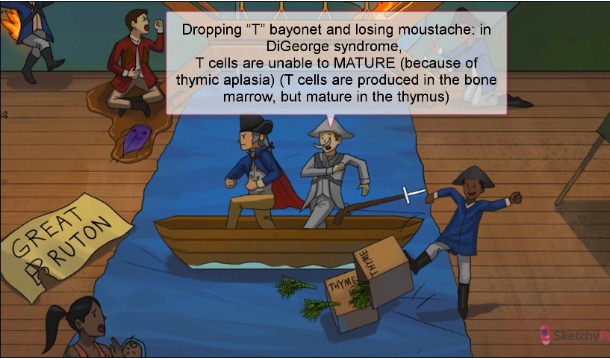 Dropping “T” bayonet and losing moustache: in
DiGeorge syndrome,
T cells are unable to MATURE (because of
thymic aplasia) (T cells are produced in the bone
marrow, but mature in the thymus)
GREAT
BRUTON
THYME
THYME
Sketchy